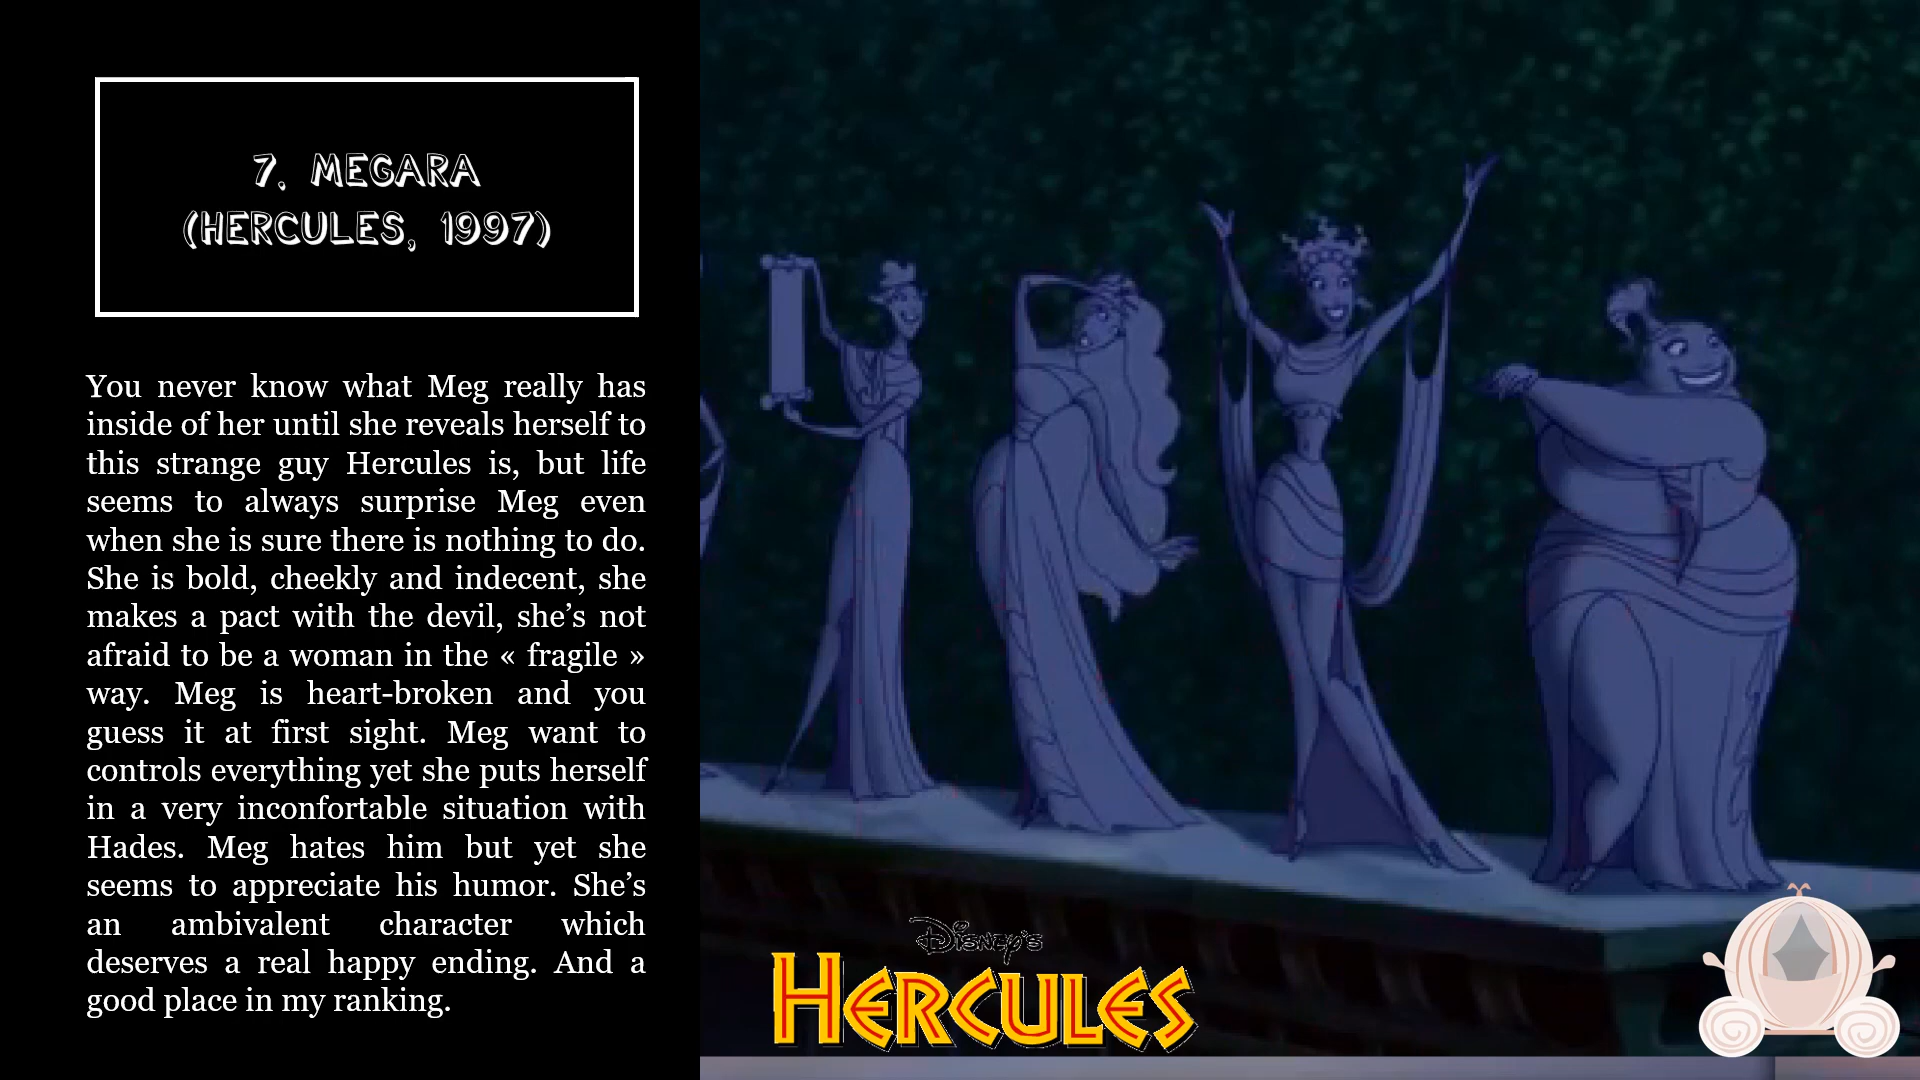 7. MEGARA
(HERCULES, 1997)
You never know what Meg really has
inside of her until she reveals herself to
this strange guy Hercules is, but life
seems to always surprise Meg even
when she is sure there is nothing to do.
She is bold, cheekly and indecent, she
makes a pact with the devil, she’s not
afraid to be a woman in the « fragile »
way. Meg is heart-broken and you
guess it at first sight. Meg want to
controls everything yet she puts herself
in a very inconfortable situation with
Hades. Meg hates him but yet she
seems to appreciate his humor. She’s
an ambivalent character which
deserves a real happy ending. And a
good place in my ranking.
Disney's
HERCULES